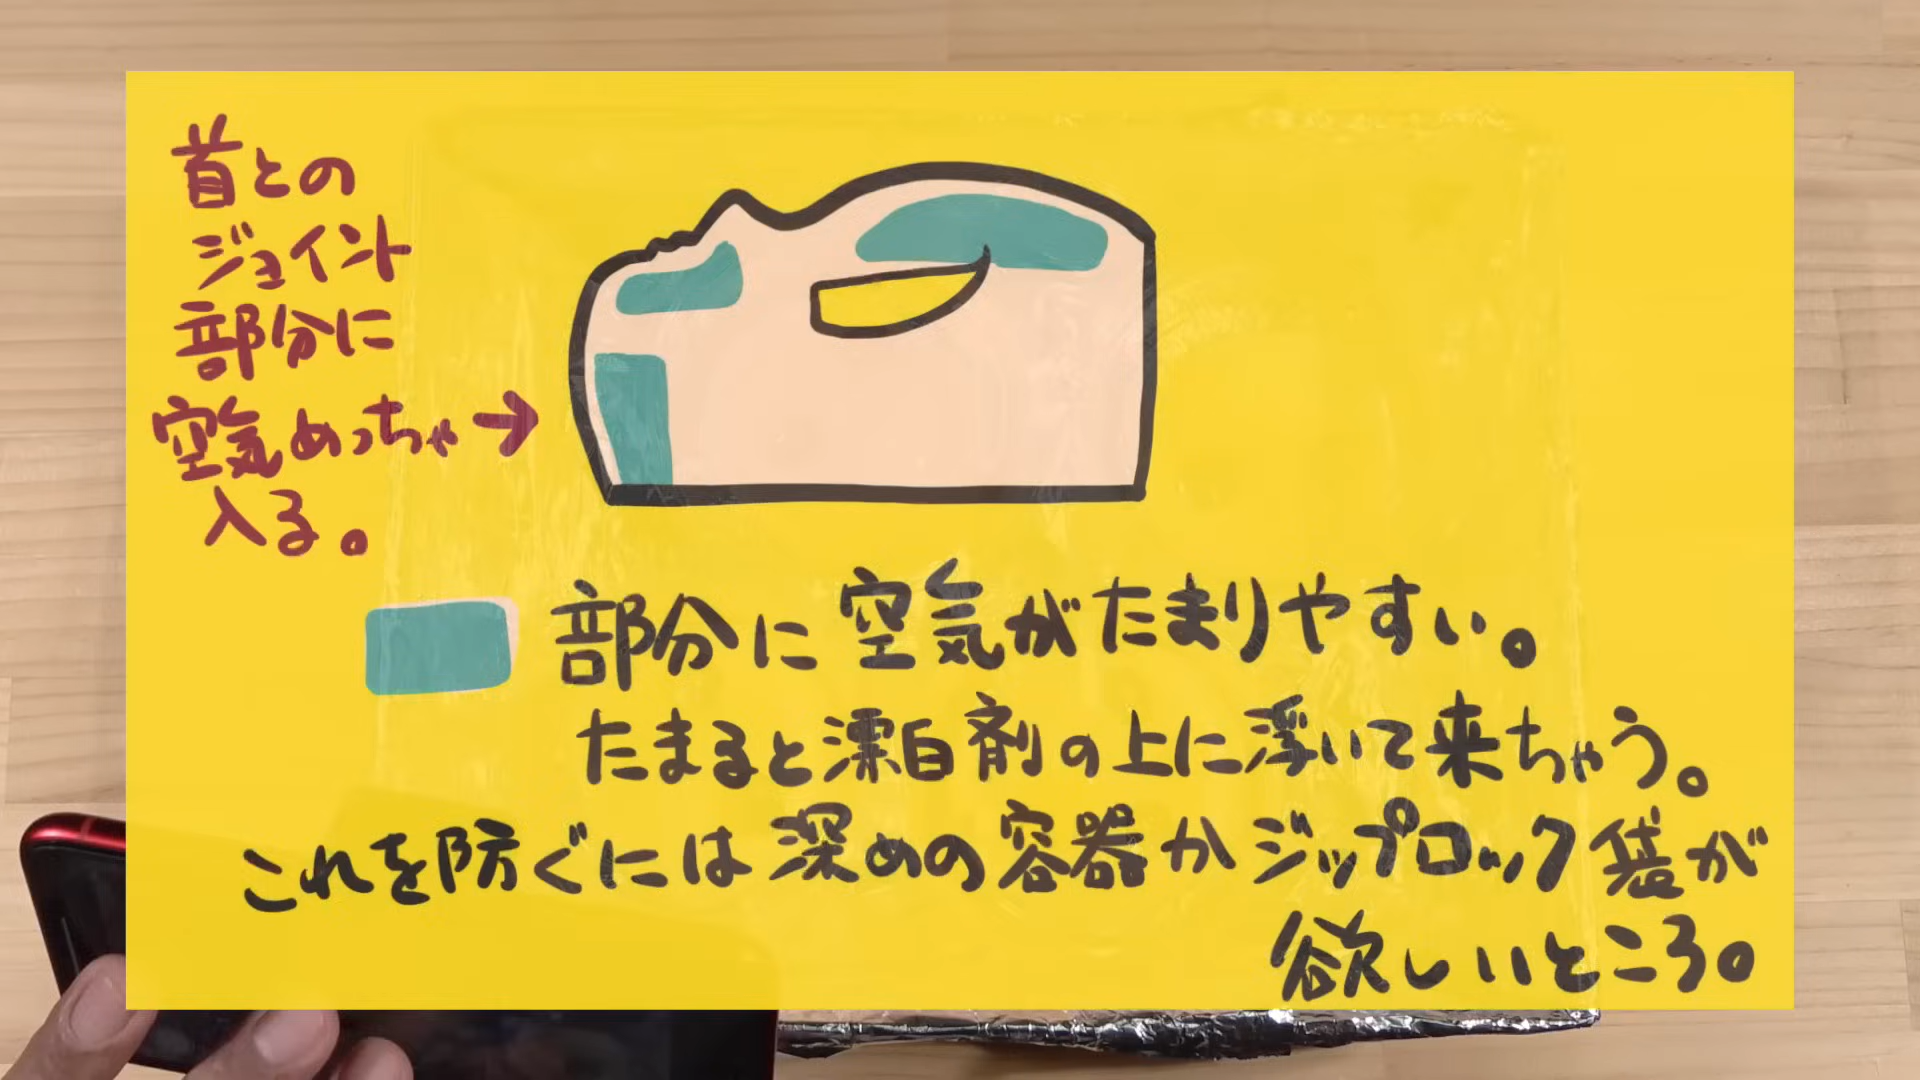 首との
ジョイント
部分に
空気めっちゃ→
入る。
部分に空気がたまりやすい。
たまると漂白剤の上に浮いて来ちゃう。
これを防ぐには深めの容器かジップロック袋が
欲しいところ。